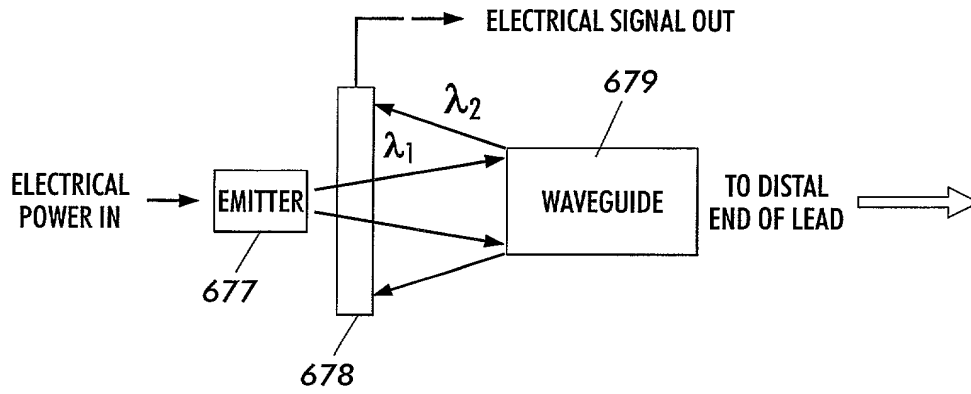 ELECTRICAL SIGNAL OUT
679
λ2
λ1
ELECTRICAL
POWER IN
EMITTER
WAVEGUIDE
TO DISTAL
END OF LEAD
677
678